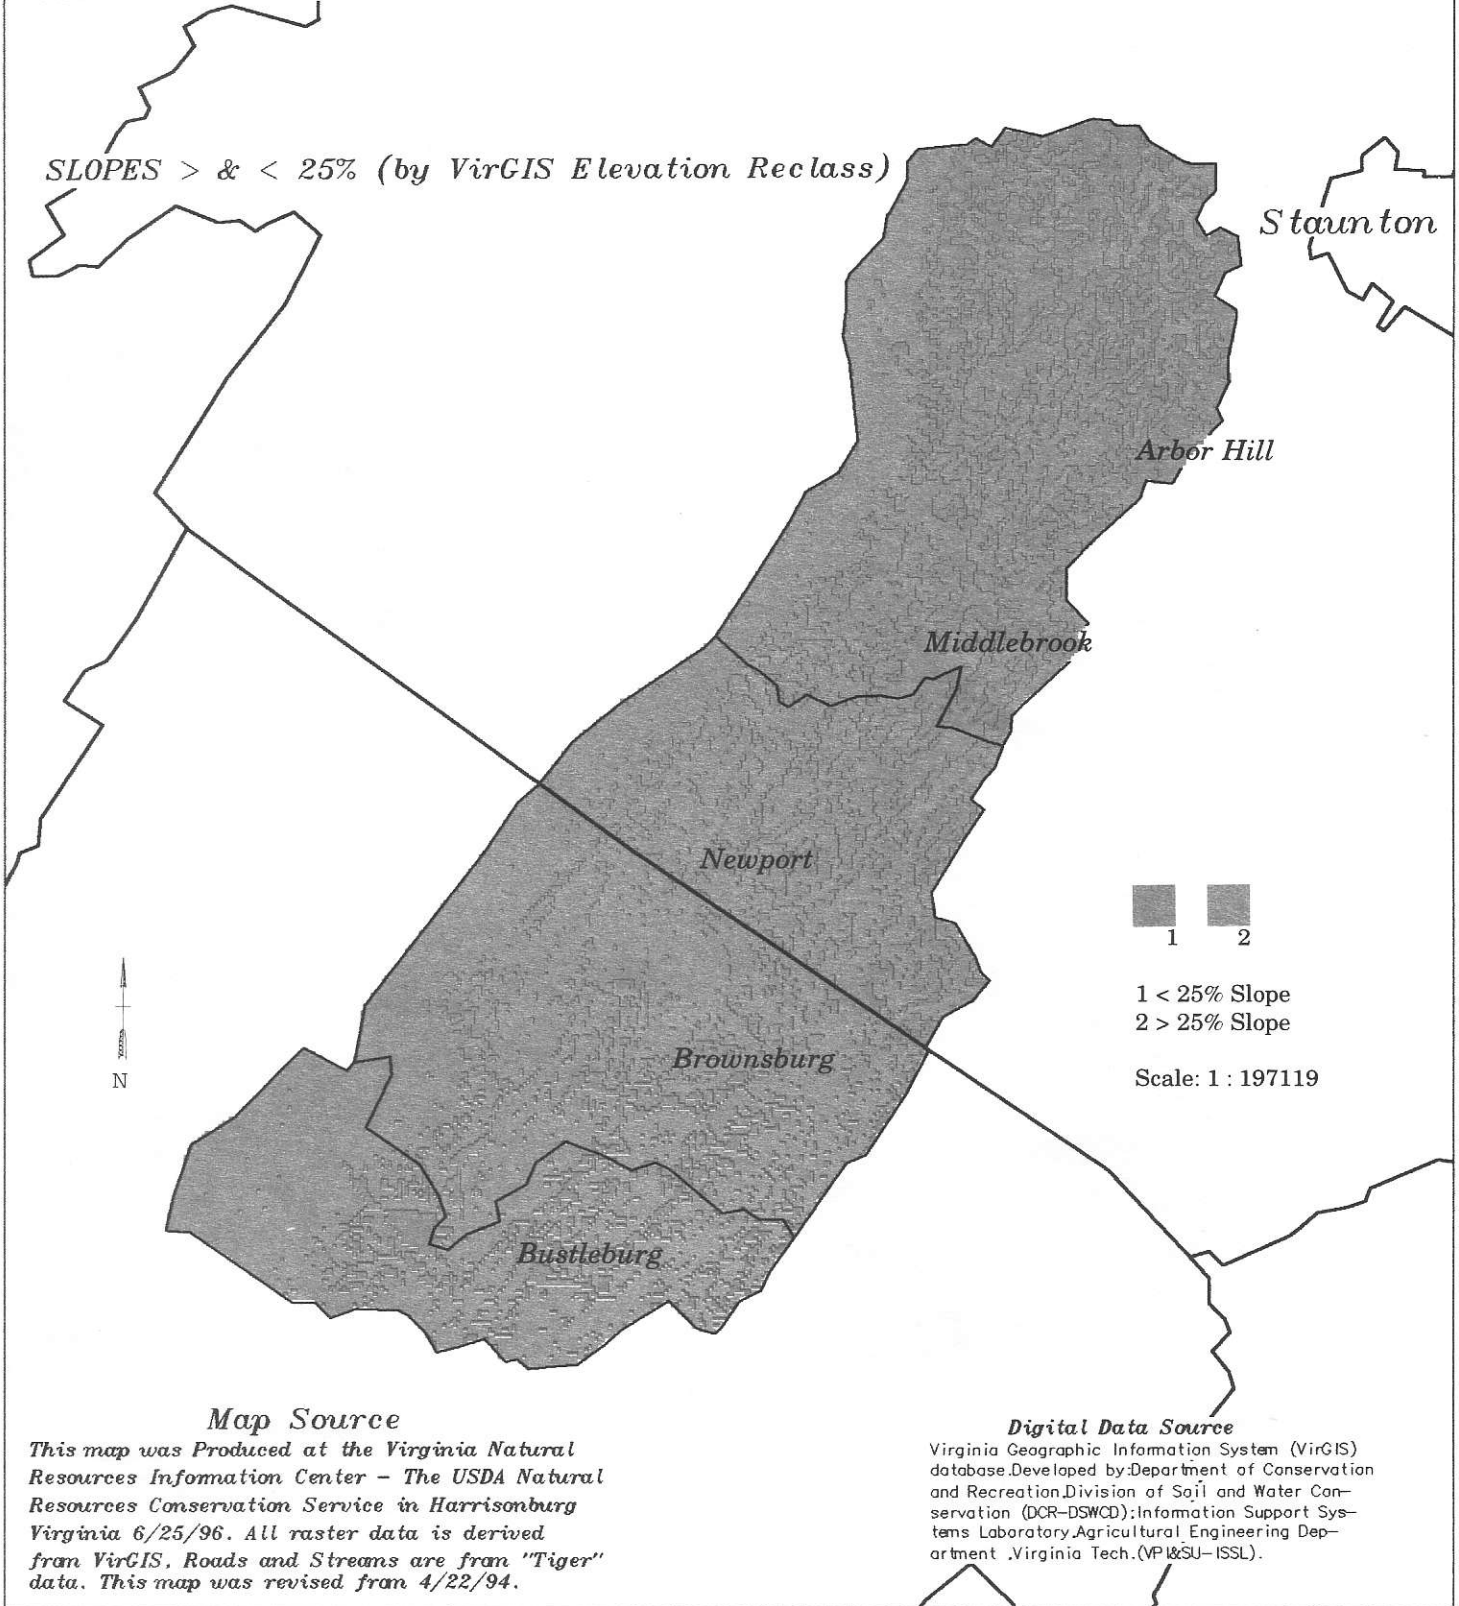 SLOPES > & < 25% (by VirGIS Elevation Reclass)
Staunton
Arbor Hill
Middlebrook
Newport
1 2
1 < 25% Slope
2 > 25% Slope
Brownsburg
Scale: 1 : 197119
N
Bustleburg
Map Source
This map was Produced at the Virginia Natural
Resources Information Center - The USDA Natural
Resources Conservation Service in Harrisonburg
Virginia 6/25/96. All raster data is derived
from VirGIS. Roads and Streams are from "Tiger"
data. This map was revised from 4/22/94.
Digital Data Source
Virginia Geographic Information System (VirGIS)
database.Developed by:Department of Conservation
and Recreation,Division of Soil and Water Con-
servation (DCR-DSWCD);Information Support Sys-
tems Laboratory,Agricultural Engineering Dep-
artment ,Virginia Tech.(VPI&SU-ISSL).